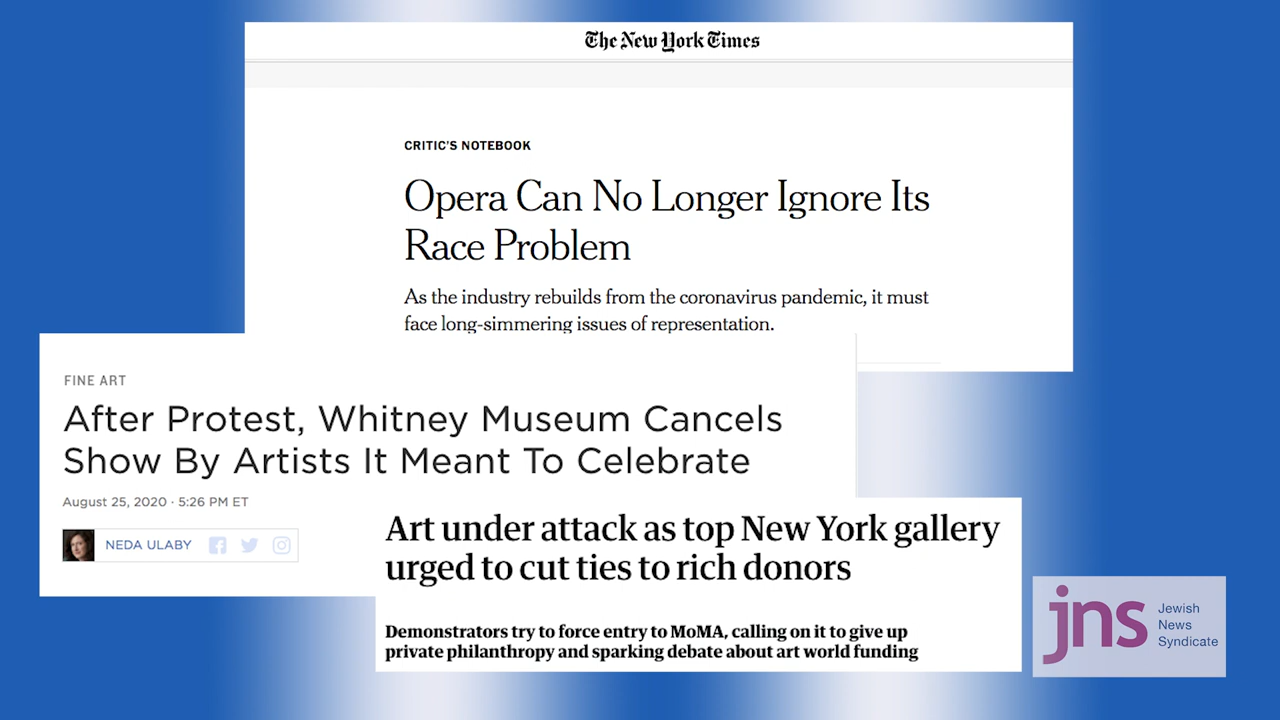 The New York Times
CRITIC'S NOTEBOOK
Opera Can No Longer Ignore Its
Race Problem
As the industry rebuilds from the coronavirus pandemic, it must
face long-simmering issues of representation.
FINE ART
After Protest, Whitney Museum Cancels
Show By Artists It Meant To Celebrate
August 25, 2020 · 5:26 PM ET
NEDA ULABY
Art under attack as top New York gallery
urged to cut ties to rich donors
Demonstrators try to force entry to MoMA, calling on it to give up
private philanthropy and sparking debate about art world funding
jns
Jewish
News
Syndicate